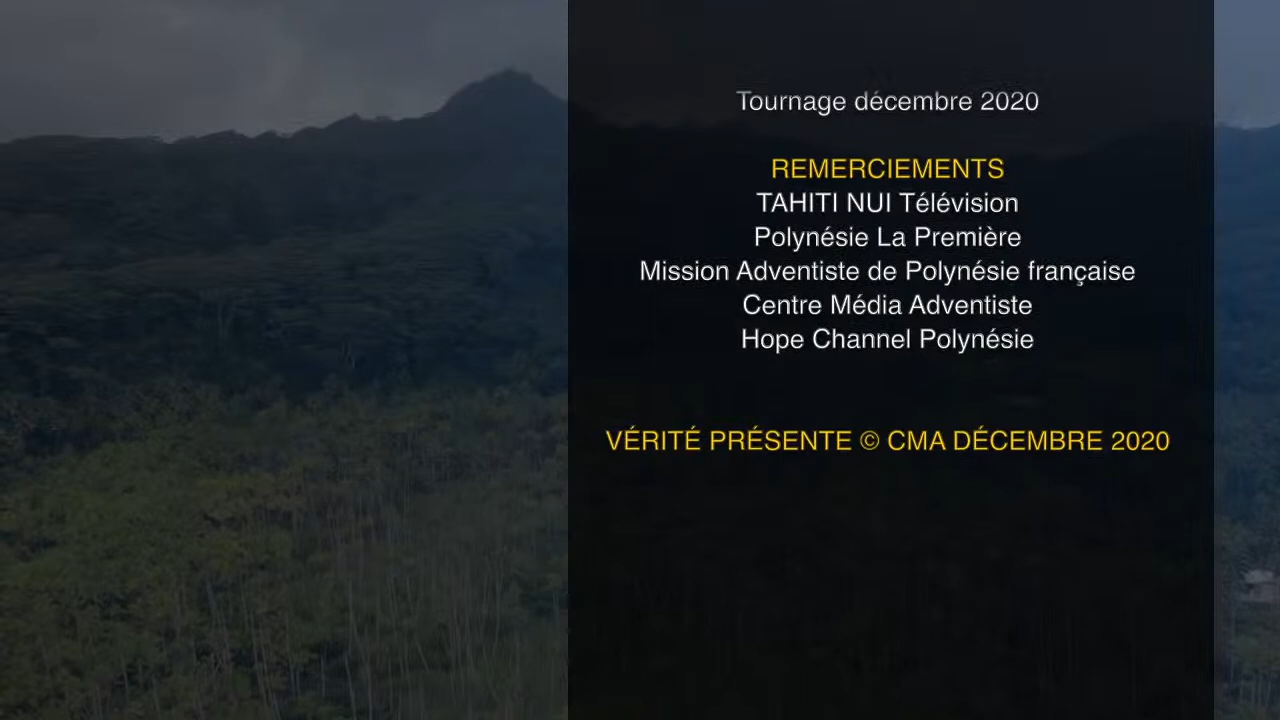 Tournage décembre 2020
REMERCIEMENTS
TAHITI NUI Télévision
Polynésie La Première
Mission Adventiste de Polynésie française
Centre Média Adventiste
Hope Channel Polynésie
VÉRITÉ PRÉSENTE © CMA DÉCEMBRE 2020